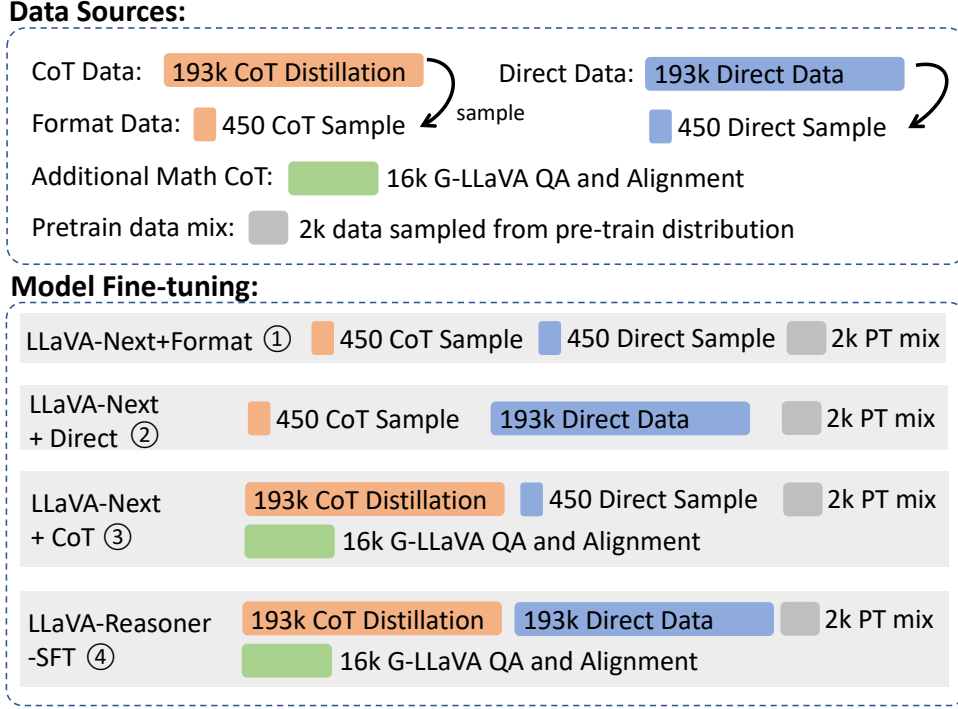 Data Sources:
CoT Data: 193k CoT Distillation Direct Data: 193k Direct Data
sample
Format Data: 450 CoT Sample 450 Direct Sample
Additional Math CoT: 16k G-LLaVA QA and Alignment
Pretrain data mix: 2k data sampled from pre-train distribution
Model Fine-tuning:
LLaVA-Next+Format ① 450 CoT Sample 450 Direct Sample 2k PT mix
LLaVA-Next
+ Direct ② 450 CoT Sample 193k Direct Data 2k PT mix
LLaVA-Next
+ CoT ③ 193k CoT Distillation 450 Direct Sample 2k PT mix
16k G-LLaVA QA and Alignment
LLaVA-Reasoner
-SFT ④ 193k CoT Distillation 193k Direct Data 2k PT mix
16k G-LLaVA QA and Alignment